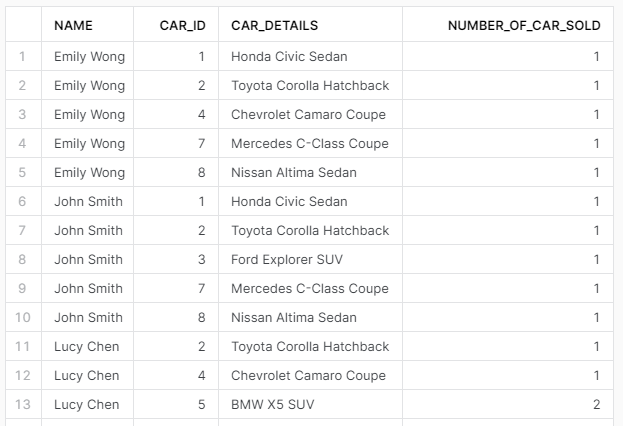 NAME CAR_ID CAR_DETAILS NUMBER_OF_CAR_SOLD
1 Emily Wong 1 Honda Civic Sedan 1
2 Emily Wong 2 Toyota Corolla Hatchback 1
3 Emily Wong 4 Chevrolet Camaro Coupe 1
4 Emily Wong 7 Mercedes C-Class Coupe 1
5 Emily Wong 8 Nissan Altima Sedan 1
6 John Smith 1 Honda Civic Sedan 1
7 John Smith 2 Toyota Corolla Hatchback 1
8 John Smith 3 Ford Explorer SUV 1
9 John Smith 7 Mercedes C-Class Coupe 1
10 John Smith 8 Nissan Altima Sedan 1
11 Lucy Chen 2 Toyota Corolla Hatchback 1
12 Lucy Chen 4 Chevrolet Camaro Coupe 1
13 Lucy Chen 5 BMW X5 SUV 2